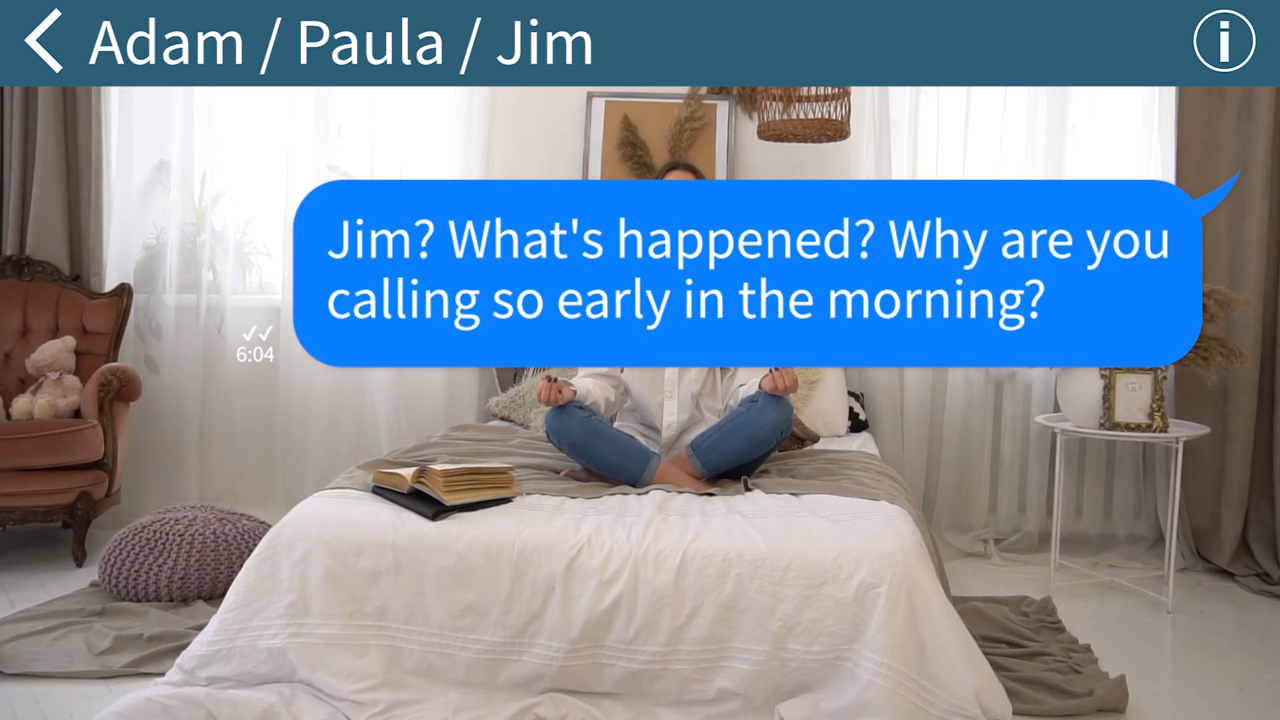 Adam / Paula / Jim
Jim? What's happened? Why are you
calling so early in the morning?
6:04